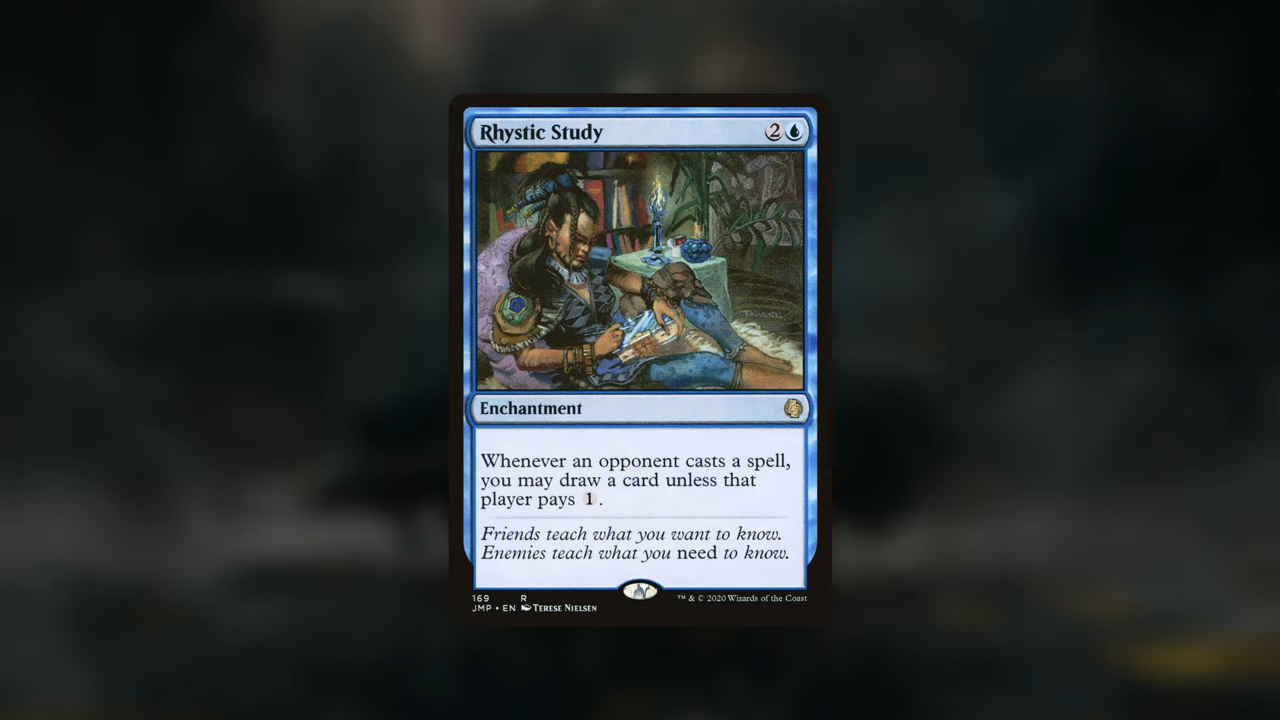 Rhystic Study 2
Enchantment
Whenever an opponent casts a spell,
you may draw a card unless that
player pays 1.
Friends teach what you want to know.
Enemies teach what you need to know.
169 R
JMP • EN TERESE NIELSEN
™ & © 2020 Wizards of the Coast